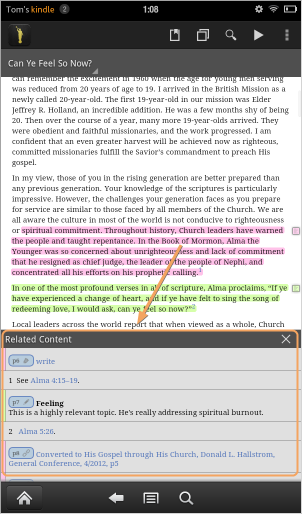 Tom's kindle 2 1:08
Can Ye Feel So Now?
can remember the excitement in 1960 when the age for young men serving
was reduced from 20 years of age to 19. I arrived in the British Mission as a
newly called 20-year-old. The first 19-year-old in our mission was Elder
Jeffrey R. Holland, an incredible addition. He was a few months shy of being
20. Then over the course of a year, many more 19-year-olds arrived. They
were obedient and faithful missionaries, and the work progressed. I am
confident that an even greater harvest will be achieved now as righteous,
committed missionaries fulfill the Savior's commandment to preach His
gospel.
In my view, those of you in the rising generation are better prepared than
any previous generation. Your knowledge of the scriptures is particularly
impressive. However, the challenges your generation faces as you prepare
for service are similar to those faced by all members of the Church. We are
all aware the culture in most of the world is not conducive to righteousness
or spiritual commitment. Throughout history, Church leaders have warned
the people and taught repentance. In the Book of Mormon, Alma the
Younger was so concerned about unrighteousness and lack of commitment
that he resigned as chief judge, the leader of the people of Nephi, and
concentrated all his efforts on his prophetic calling.1
In one of the most profound verses in all of scripture, Alma proclaims, "If ye
have experienced a change of heart, and if ye have felt to sing the song of
redeeming love, I would ask, can ye feel so now?"2
Local leaders across the world report that when viewed as a whole, Church
Related Content
p6 write
1 See Alma 4:15–19.
p7 Feeling
This is a highly relevant topic. He's really addressing spiritual burnout.
2 Alma 5:26.
p8 Converted to His Gospel through His Church, Donald L. Hallstrom,
General Conference, 4/2012, p5